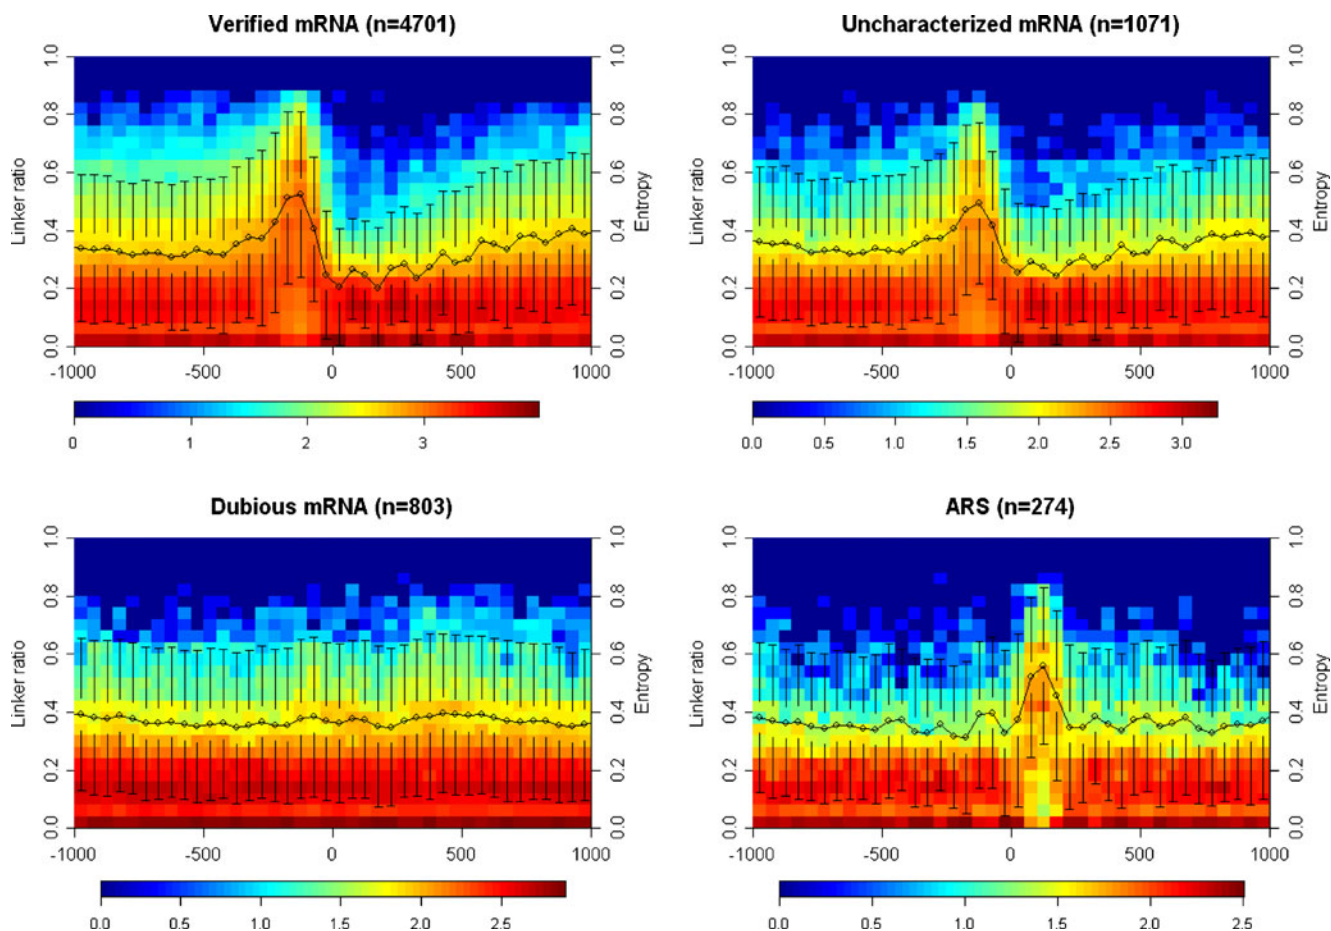 Verified mRNA (n=4701)
Uncharacterized mRNA (n=1071)
Linker ratio
0.0 0.2 0.4 0.6 0.8 1.0
Entropy
0.0 0.2 0.4 0.6 0.8 1.0
-1000 -500 0 500 1000
0 1 2 3
Linker ratio
0.0 0.2 0.4 0.6 0.8 1.0
Entropy
0.0 0.2 0.4 0.6 0.8 1.0
-1000 -500 0 500 1000
0.0 0.5 1.0 1.5 2.0 2.5 3.0
Dubious mRNA (n=803)
ARS (n=274)
Linker ratio
0.0 0.2 0.4 0.6 0.8 1.0
Entropy
0.0 0.2 0.4 0.6 0.8 1.0
-1000 -500 0 500 1000
0.0 0.5 1.0 1.5 2.0 2.5
Linker ratio
0.0 0.2 0.4 0.6 0.8 1.0
Entropy
0.0 0.2 0.4 0.6 0.8 1.0
-1000 -500 0 500 1000
0.0 0.5 1.0 1.5 2.0 2.5